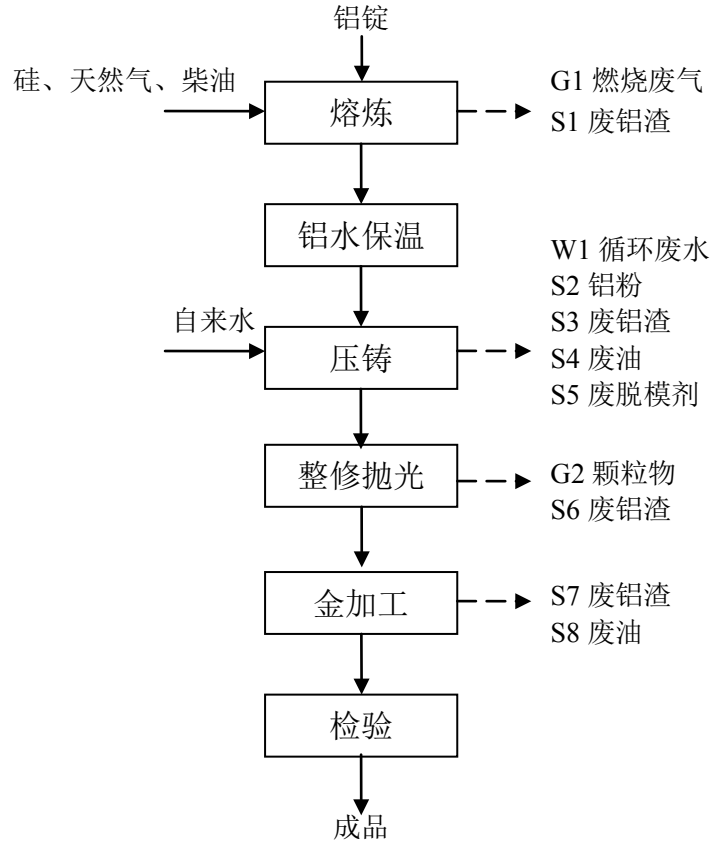 铝锭
硅、天然气、柴油
熔炼
G1 燃烧废气
S1 废铝渣
铝水保温
自来水
压铸
W1 循环废水
S2 铝粉
S3 废铝渣
S4 废油
S5 废脱模剂
整修抛光
G2 颗粒物
S6 废铝渣
金加工
S7 废铝渣
S8 废油
检验
成品